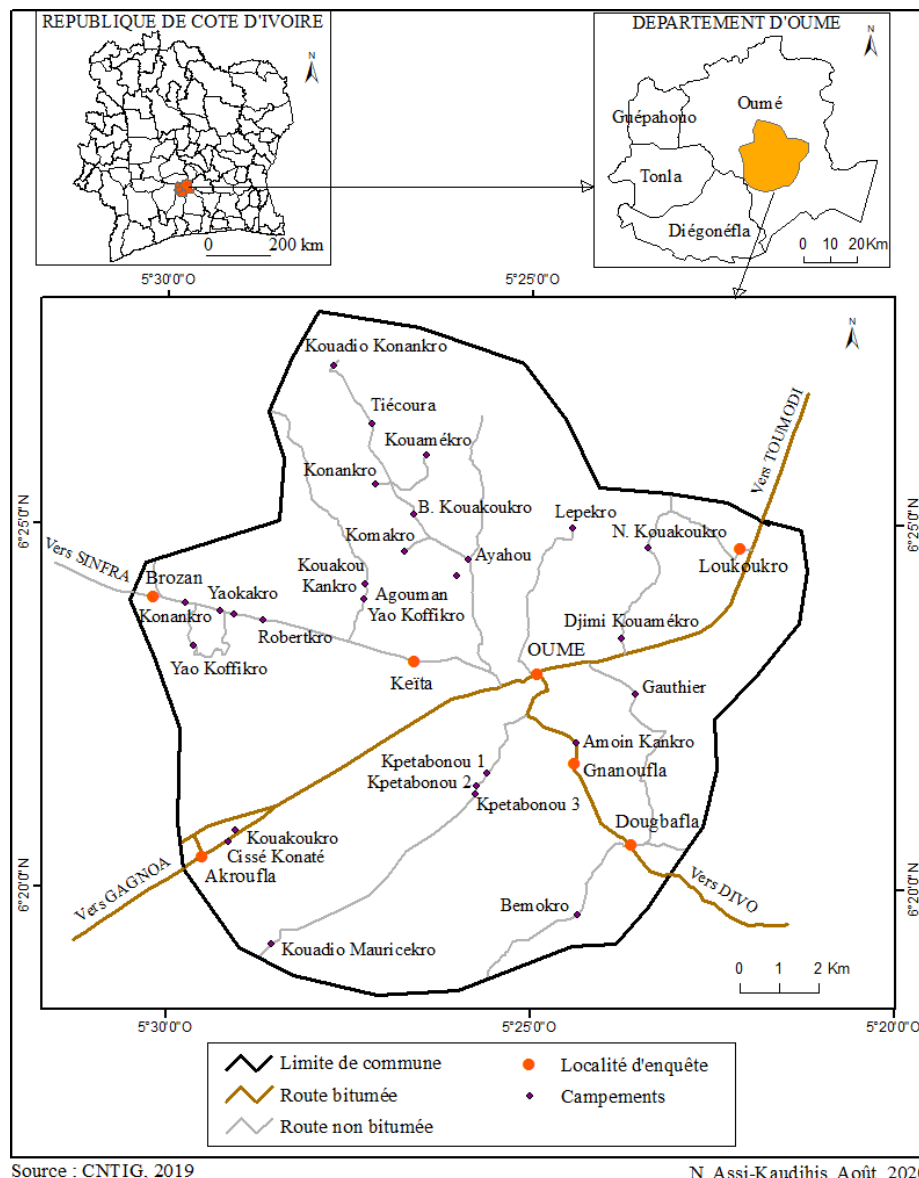 REPUBLIQUE DE COTE D'IVOIRE
N
0 200 km
DEPARTEMENT D'OUME
N
Oumé
Guépahouo
Tonla
Diégonéfla
0 10 20Km
5°30'0"O
5°25'0"O
N
Kouadio Konankro
Tiécoura
Kouamékro
Vers TOUMODI
Konankro
B. Kouakoukro
Lepekro
6°25'0"N
6°25'0"N
N. Kouakoukro
Komakro
Vers SINFRA
Ayahou
Loukoukro
Brozan
Kouakou
Kankro
Agouman
Yaokakro
Konankro
Yao Koffikro
Djimi Kouamékro
Robertkro
OUME
Yao Koffikro
Keïta
Gauthier
Amoin Kankro
Kpetabonou 1
Gnanoufla
Kpetabonou 2
Kpetabonou 3
Dougbafla
Kouakoukro
Cissé Konaté
Akroufla
Vers GAGNOA
6°20'0"N
6°20'0"N
Vers DIVO
Bemokro
Kouadio Mauricekro
0 1 2 Km
5°30'0"O
5°25'0"O
5°20'0"O
Limite de commune
Localité d'enquête
Route bitumée
Campements
Route non bitumée
Source : CNTIG, 2019
N. Assi-Kaudjhis, Août, 2020